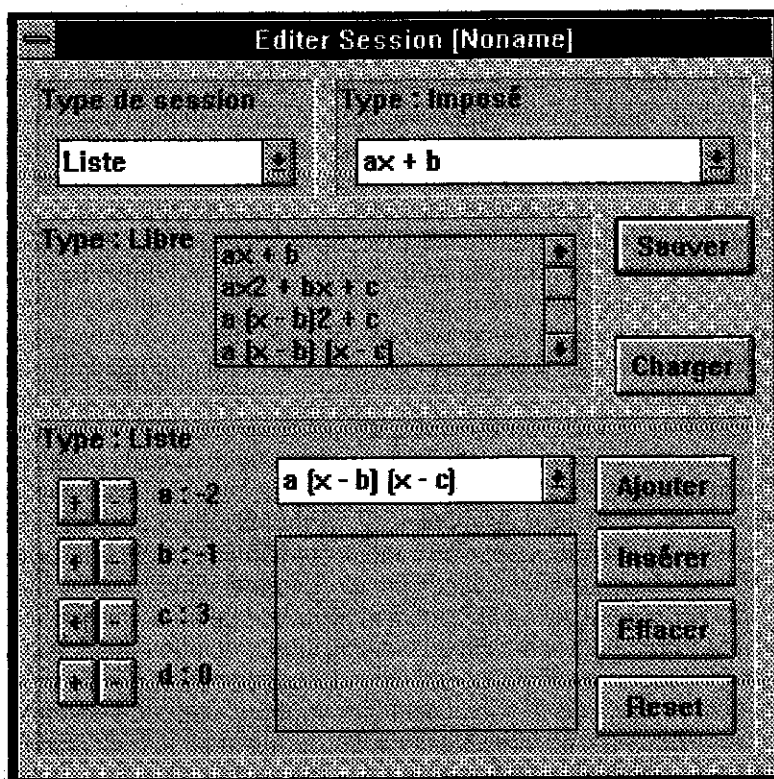 Editer Session [Noname]
Type de session
Type : Imposé
Liste
ax + b
Type : Libre
ax + b
ax2 + bx + c
a (x - b)2 + c
a (x - b) (x - c)
Sauver
Charger
Type : Liste
a (x - b) (x - c)
+ - a : -2
+ - b : -1
+ - c : 3
+ - d : 0
Ajouter
Insérer
Effacer
Reset